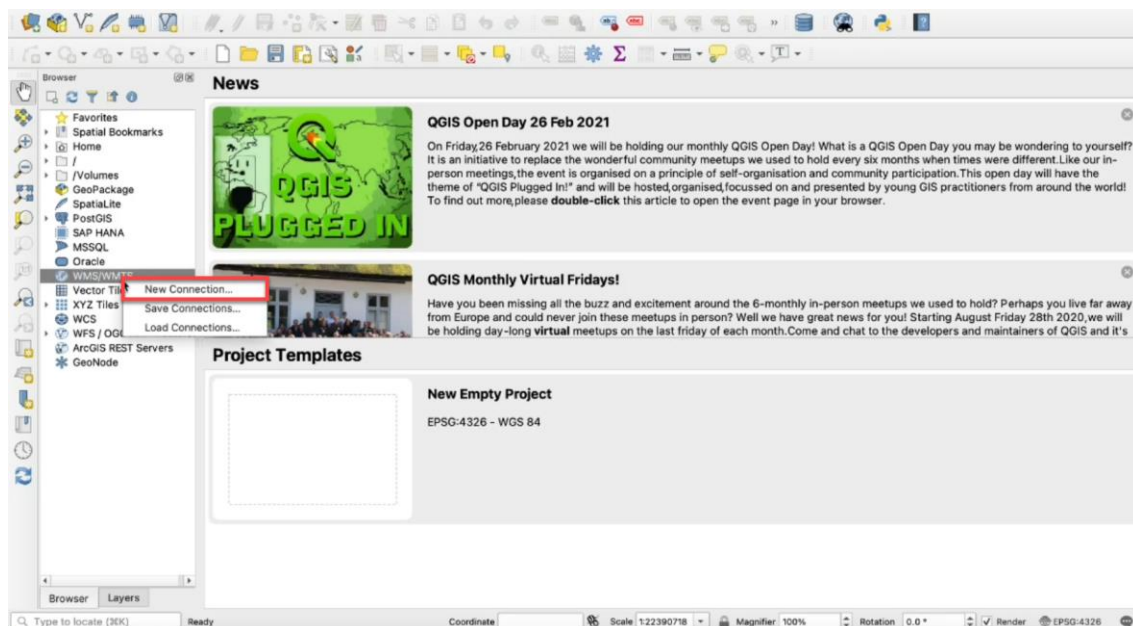 Browser
Favorites
Spatial Bookmarks
Home
/
/Volumes
GeoPackage
SpatiaLite
PostGIS
SAP HANA
MSSQL
Oracle
WMS/WMTS
Vector Til
XYZ Tiles
WCS
WFS / OG
ArcGIS REST Servers
GeoNode
New Connection...
Save Connections...
Load Connections...
Browser
Layers
News
QGIS
PLUGGED IN
QGIS Open Day 26 Feb 2021
On Friday,26 February 2021 we will be holding our monthly QGIS Open Day! What is a QGIS Open Day you may be wondering to yourself?
It is an initiative to replace the wonderful community meetups we used to hold every six months when times were different.Like our in-
person meetings,the event is organised on a principle of self-organisation and community participation.This open day will have the
theme of "QGIS Plugged In!" and will be hosted,organised,focussed on and presented by young GIS practitioners from around the world!
To find out more,please double-click this article to open the event page in your browser.
QGIS Monthly Virtual Fridays!
Have you been missing all the buzz and excitement around the 6-monthly in-person meetups we used to hold? Perhaps you live far away
from Europe and could never join these meetups in person? Well we have great news for you! Starting August Friday 28th 2020,we will
be holding day-long virtual meetups on the last friday of each month.Come and chat to the developers and maintainers of QGIS and it's
Project Templates
New Empty Project
EPSG:4326 - WGS 84
Type to locate (⌘K)
Ready
Coordinate
Scale 1:22390718
Magnifier 100%
Rotation 0.0 °
Render
EPSG:4326